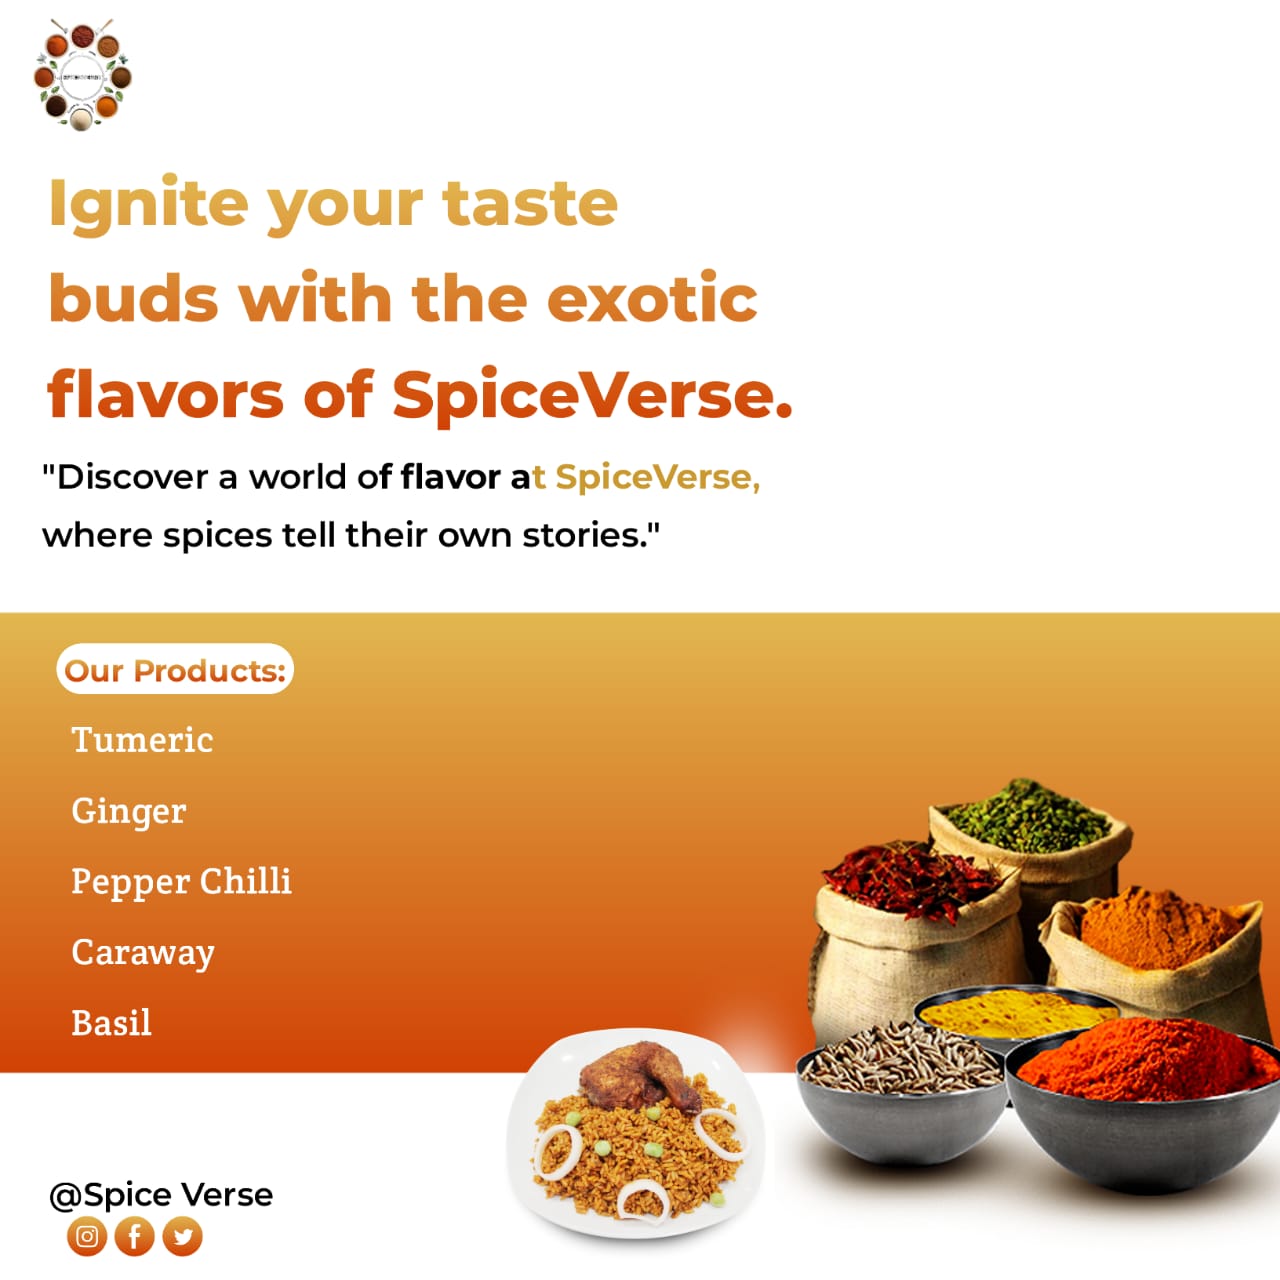 Ignite your taste
buds with the exotic
flavors of SpiceVerse.
"Discover a world of flavor at SpiceVerse,
where spices tell their own stories."
Our Products:
Tumeric
Ginger
Pepper Chilli
Caraway
Basil
@Spice Verse